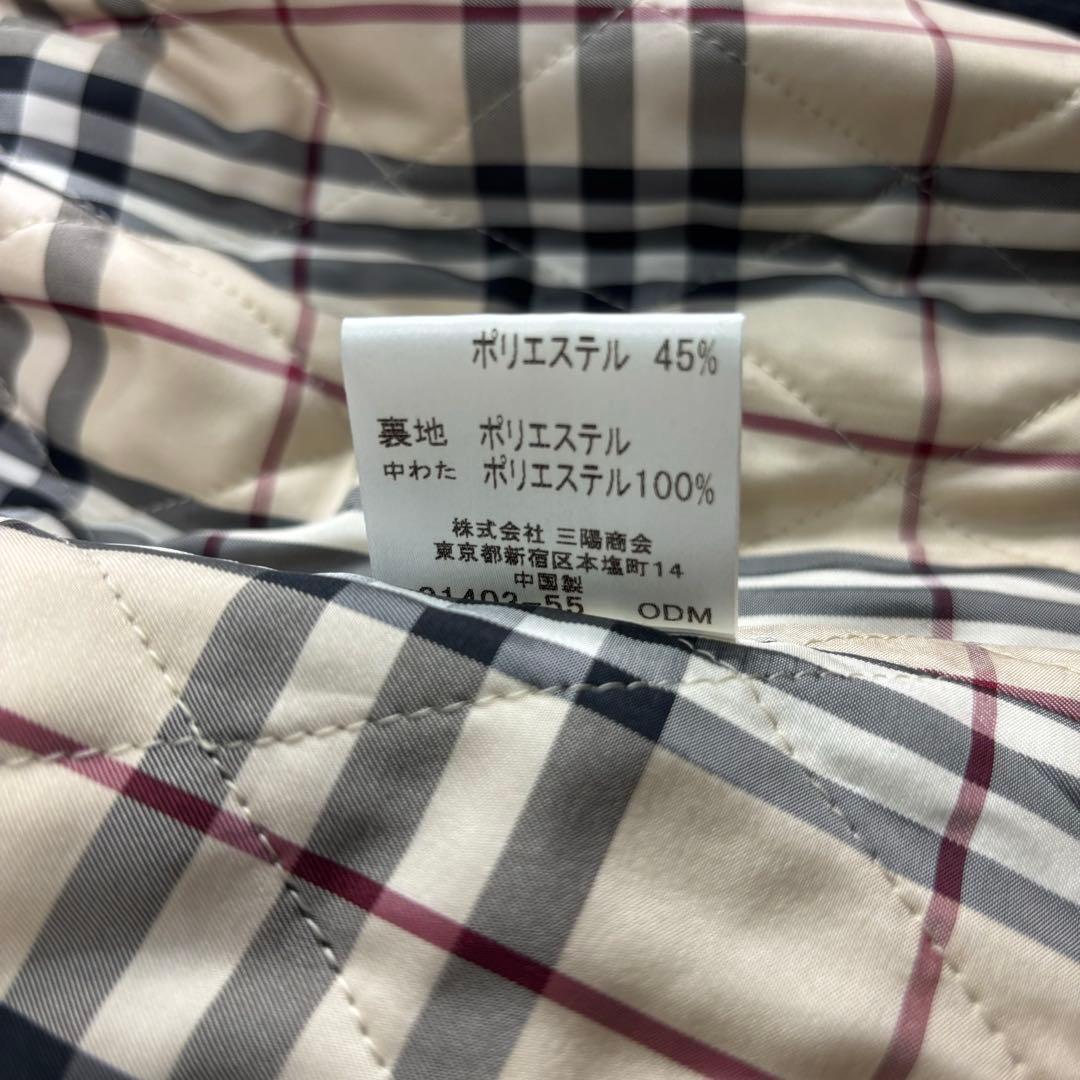 ポリエステル 45%
裏地 ポリエステル
中わた ポリエステル100%
株式会社 三陽商会
東京都新宿区本塩町14
中国製
ODM